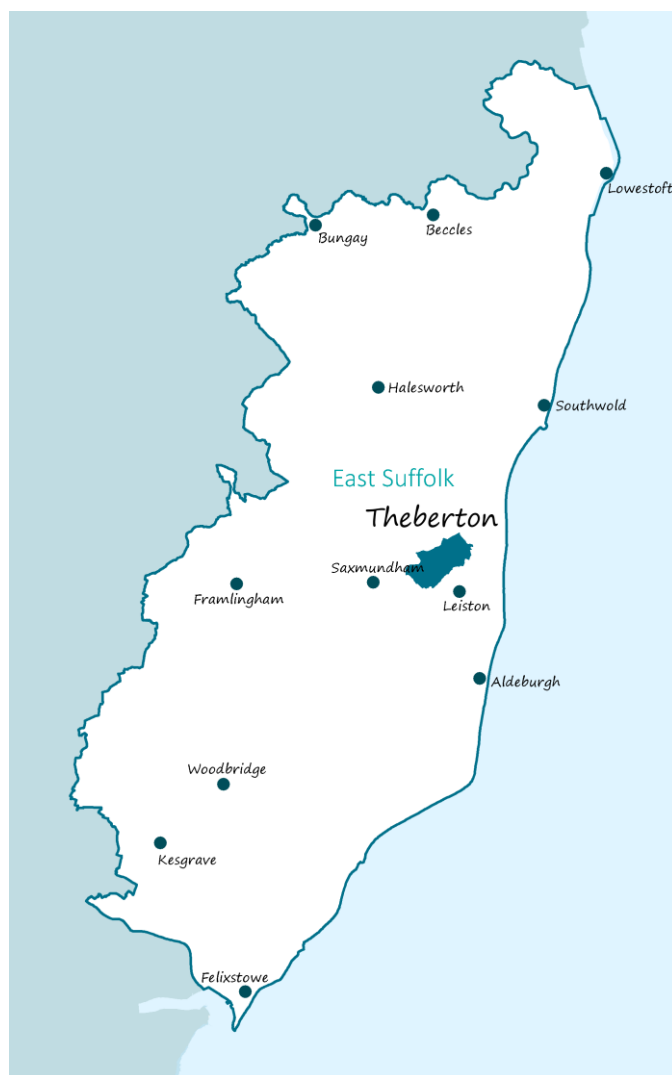 Lowestoft
Beccles
Bungay
Halesworth
Southwold
East Suffolk
Theberton
Saxmundham
Framlingham
Leiston
Aldeburgh
Woodbridge
Kesgrave
Felixstowe